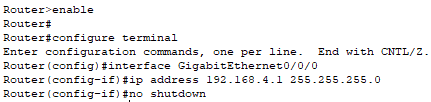 Router>enable
Router#
Router#configure terminal
Enter configuration commands, one per line.  End with CNTL/Z.
Router(config)#interface GigabitEthernet0/0/0
Router(config-if)#ip address 192.168.4.1 255.255.255.0
Router(config-if)#no shutdown